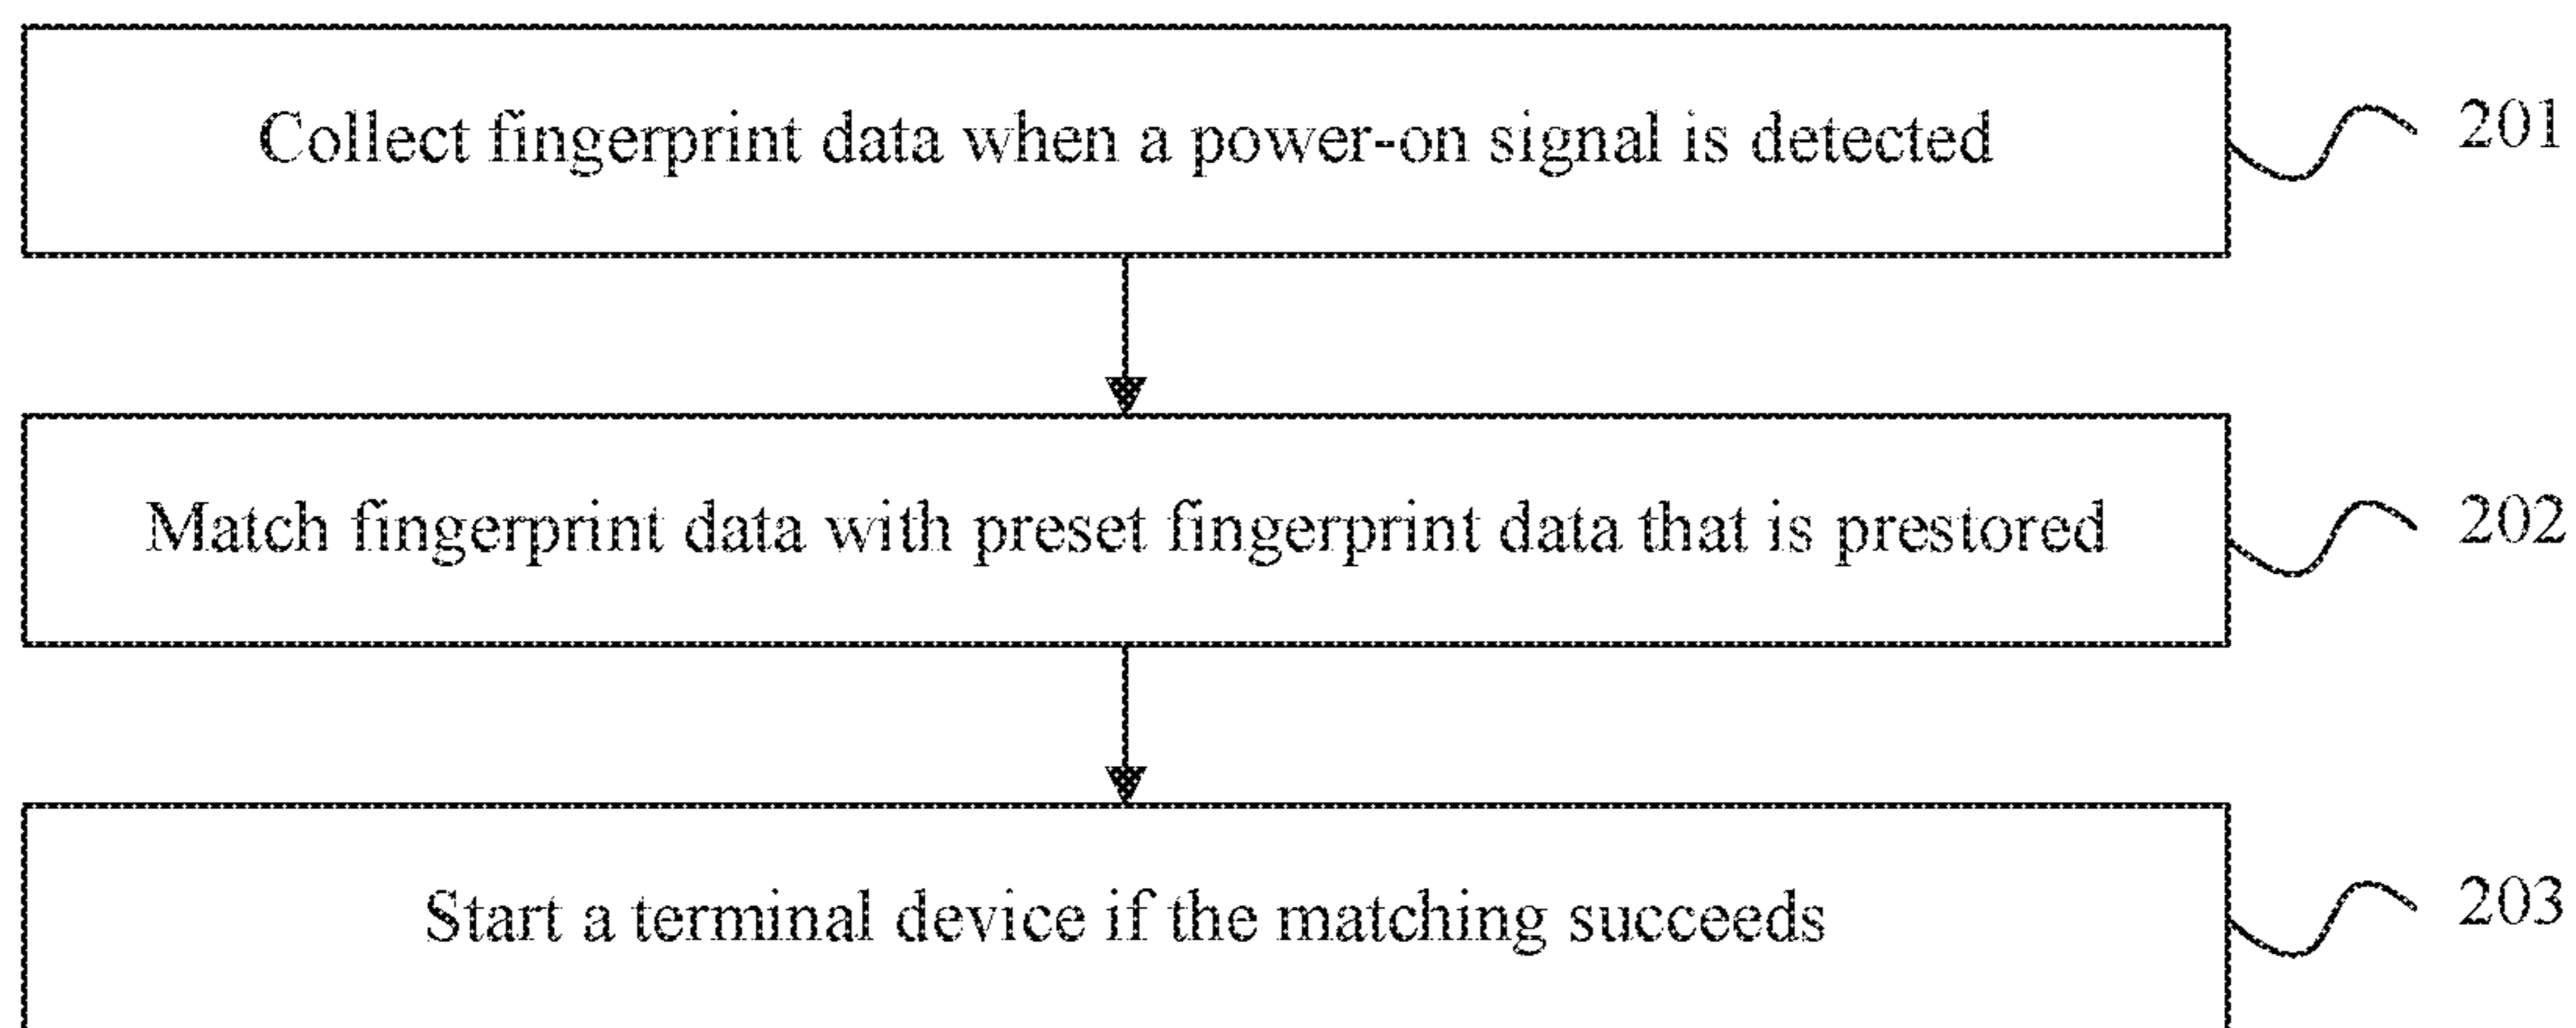 Collect fingerprint data when a power-on signal is detected
201
Match fingerprint data with preset fingerprint data that is prestored
202
Start a terminal device if the matching succeeds
203